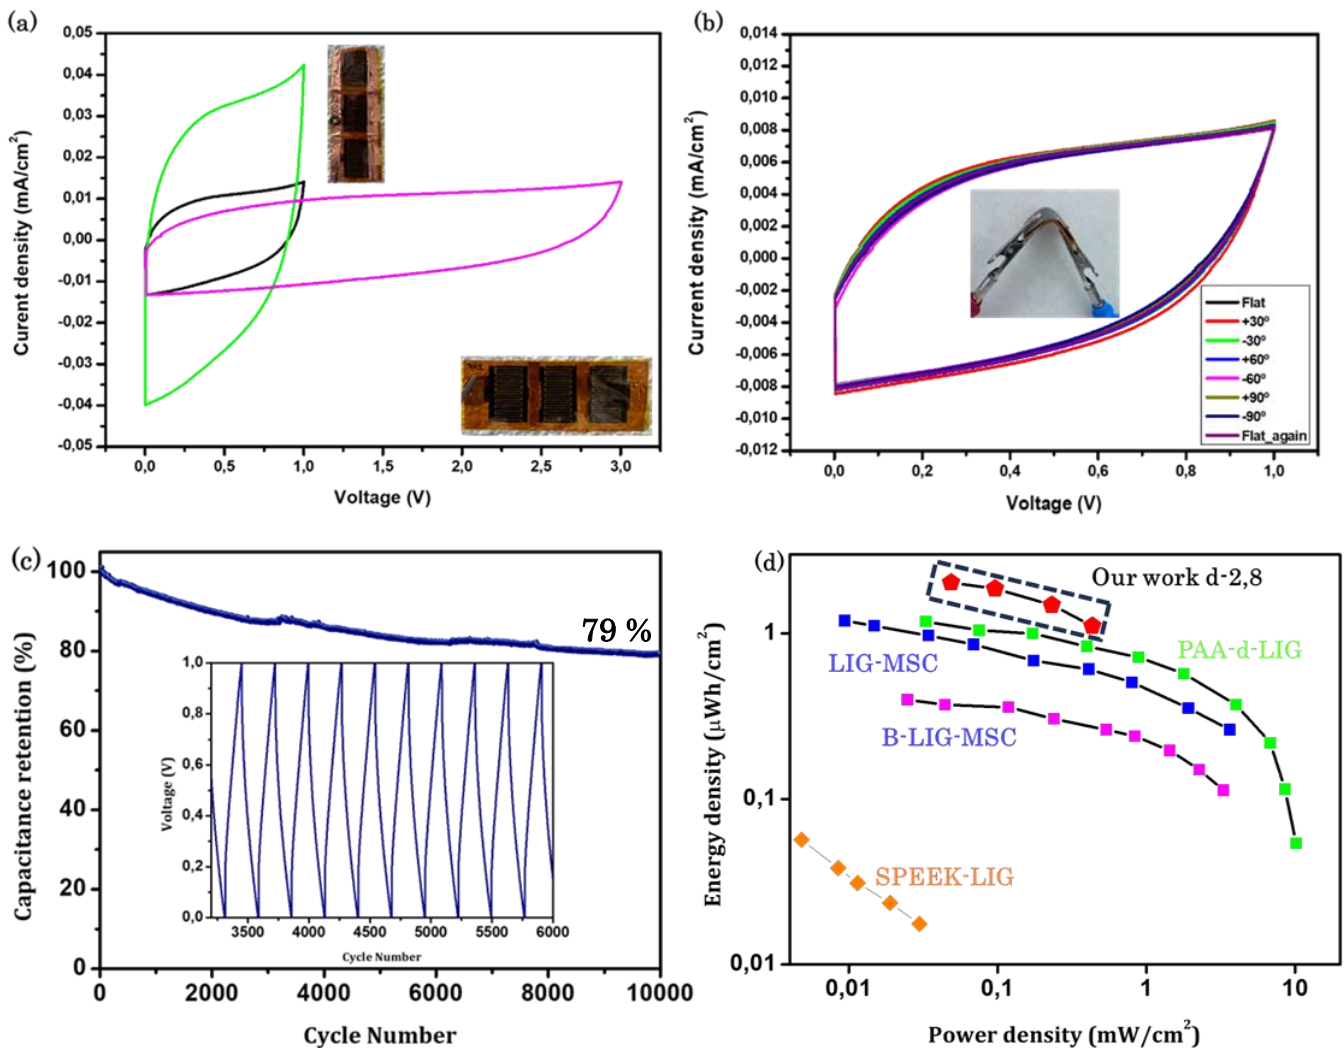 (a)
0,05
0,04
0,03
0,02
0,01
0,00
-0,01
-0,02
-0,03
-0,04
-0,05
Curent density (mA/cm²)
0,0 0,5 1,0 1,5 2,0 2,5 3,0
Voltage (V)
(b)
0,014
0,012
0,010
0,008
0,006
0,004
0,002
0,000
-0,002
-0,004
-0,006
-0,008
-0,010
-0,012
Current density (mA/cm²)
Flat
+30º
-30º
+60º
-60º
+90º
-90º
Flat_again
0,0 0,2 0,4 0,6 0,8 1,0
Voltage (V)
(c)
100
80
60
40
20
0
Capacitance retention (%)
79 %
1,0
0,8
0,6
0,4
0,2
0,0
Voltage (V)
3500 4000 4500 5000 5500 6000
Cycle Number
0 2000 4000 6000 8000 10000
Cycle Number
(d)
1
0,1
0,01
Energy density (μWh/cm²)
Our work d-2,8
PAA-d-LIG
LIG-MSC
B-LIG-MSC
SPEEK-LIG
0,01 0,1 1 10
Power density (mW/cm²)